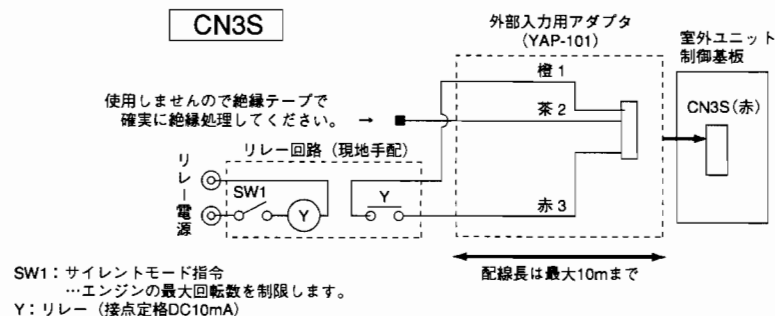 CN3S
外部入力用アダプタ
(YAP-101)
室外ユニット
制御基板
橙 1
CN3S(赤)
使用しませんので絶縁テープで
確実に絶縁処理してください。 →
茶 2
リレー回路(現地手配)
リレー電源
SW1
Y
Y
赤 3
配線長は最大10mまで
SW1:サイレントモード指令
…エンジンの最大回転数を制限します。
Y:リレー(接点定格DC10mA)